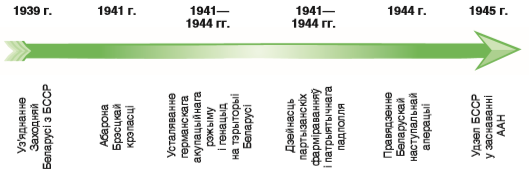 1939 г.
1941 г.
1941—
1944 гг.
1941—
1944 гг.
1944 г.
1945 г.
Уз'яднанне
Заходняй
Беларусі з БССР
Абарона
Брэсцкай
крэпасці
Усталяванне
германскага
акупацыйнага
рэжыму
і генацыд
на тэрыторыі
Беларусі
Дзейнасць
партызанскіх
фарміраванняў
і патрыятычнага
падполля
Правядзенне
Беларускай
наступальнай
аперацыі
Удзел БССР
у заснаванні
ААН